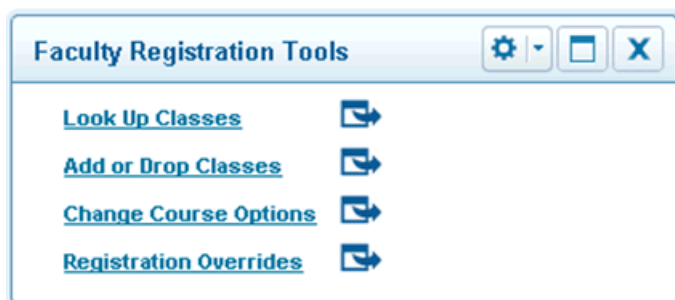 Faculty Registration Tools
Look Up Classes
Add or Drop Classes
Change Course Options
Registration Overrides